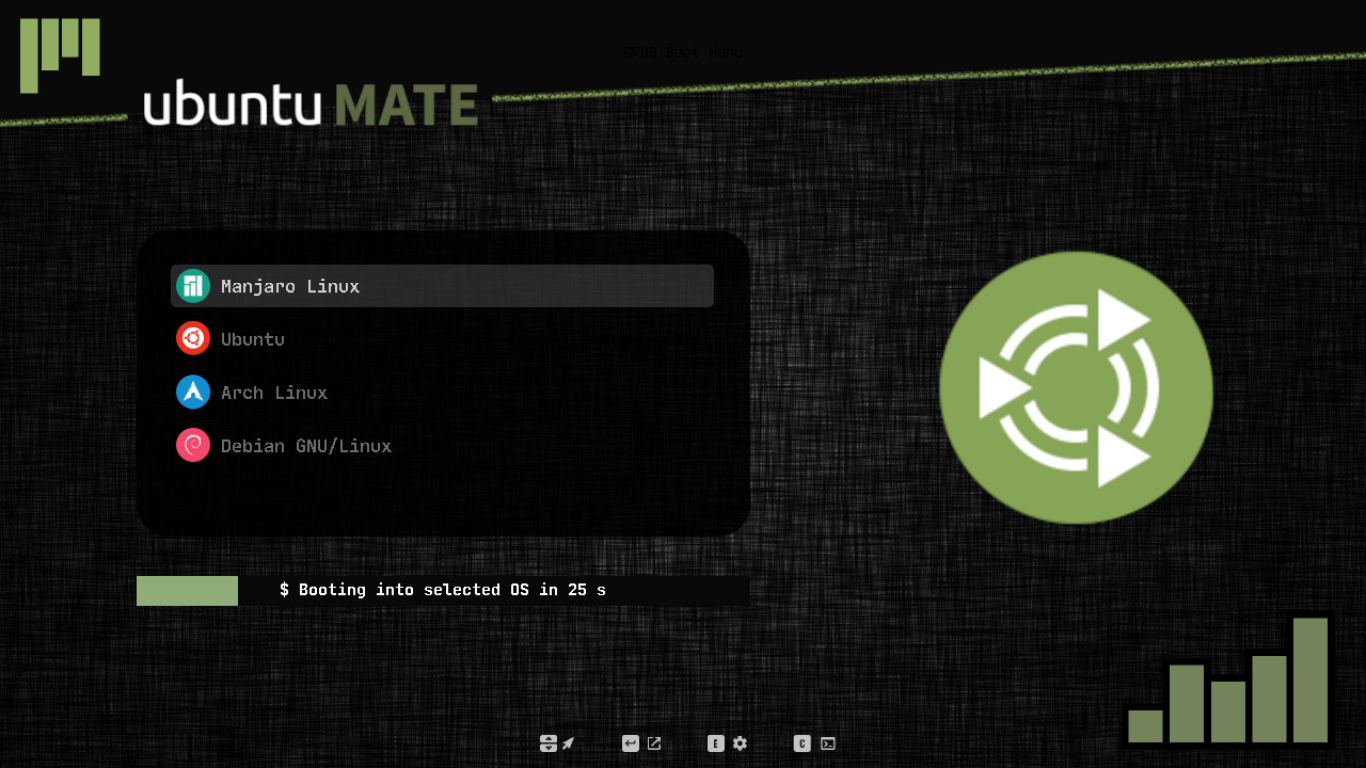 GRUB Boot Menu
ubuntu MATE
Manjaro Linux
Ubuntu
Arch Linux
Debian GNU/Linux
$ Booting into selected OS in 25 s
E
C